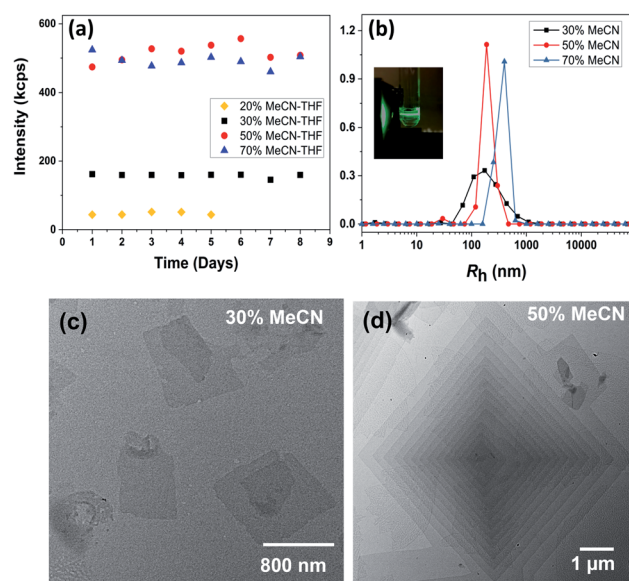 (a)
Intensity (kcps)
600
400
200
0
0 1 2 3 4 5 6 7 8 9
Time (Days)
20% MeCN-THF
30% MeCN-THF
50% MeCN-THF
70% MeCN-THF
(b)
1.2
0.9
0.6
0.3
0.0
1 10 100 1000 10000
Rh (nm)
30% MeCN
50% MeCN
70% MeCN
(c)
30% MeCN
800 nm
(d)
50% MeCN
1 µm